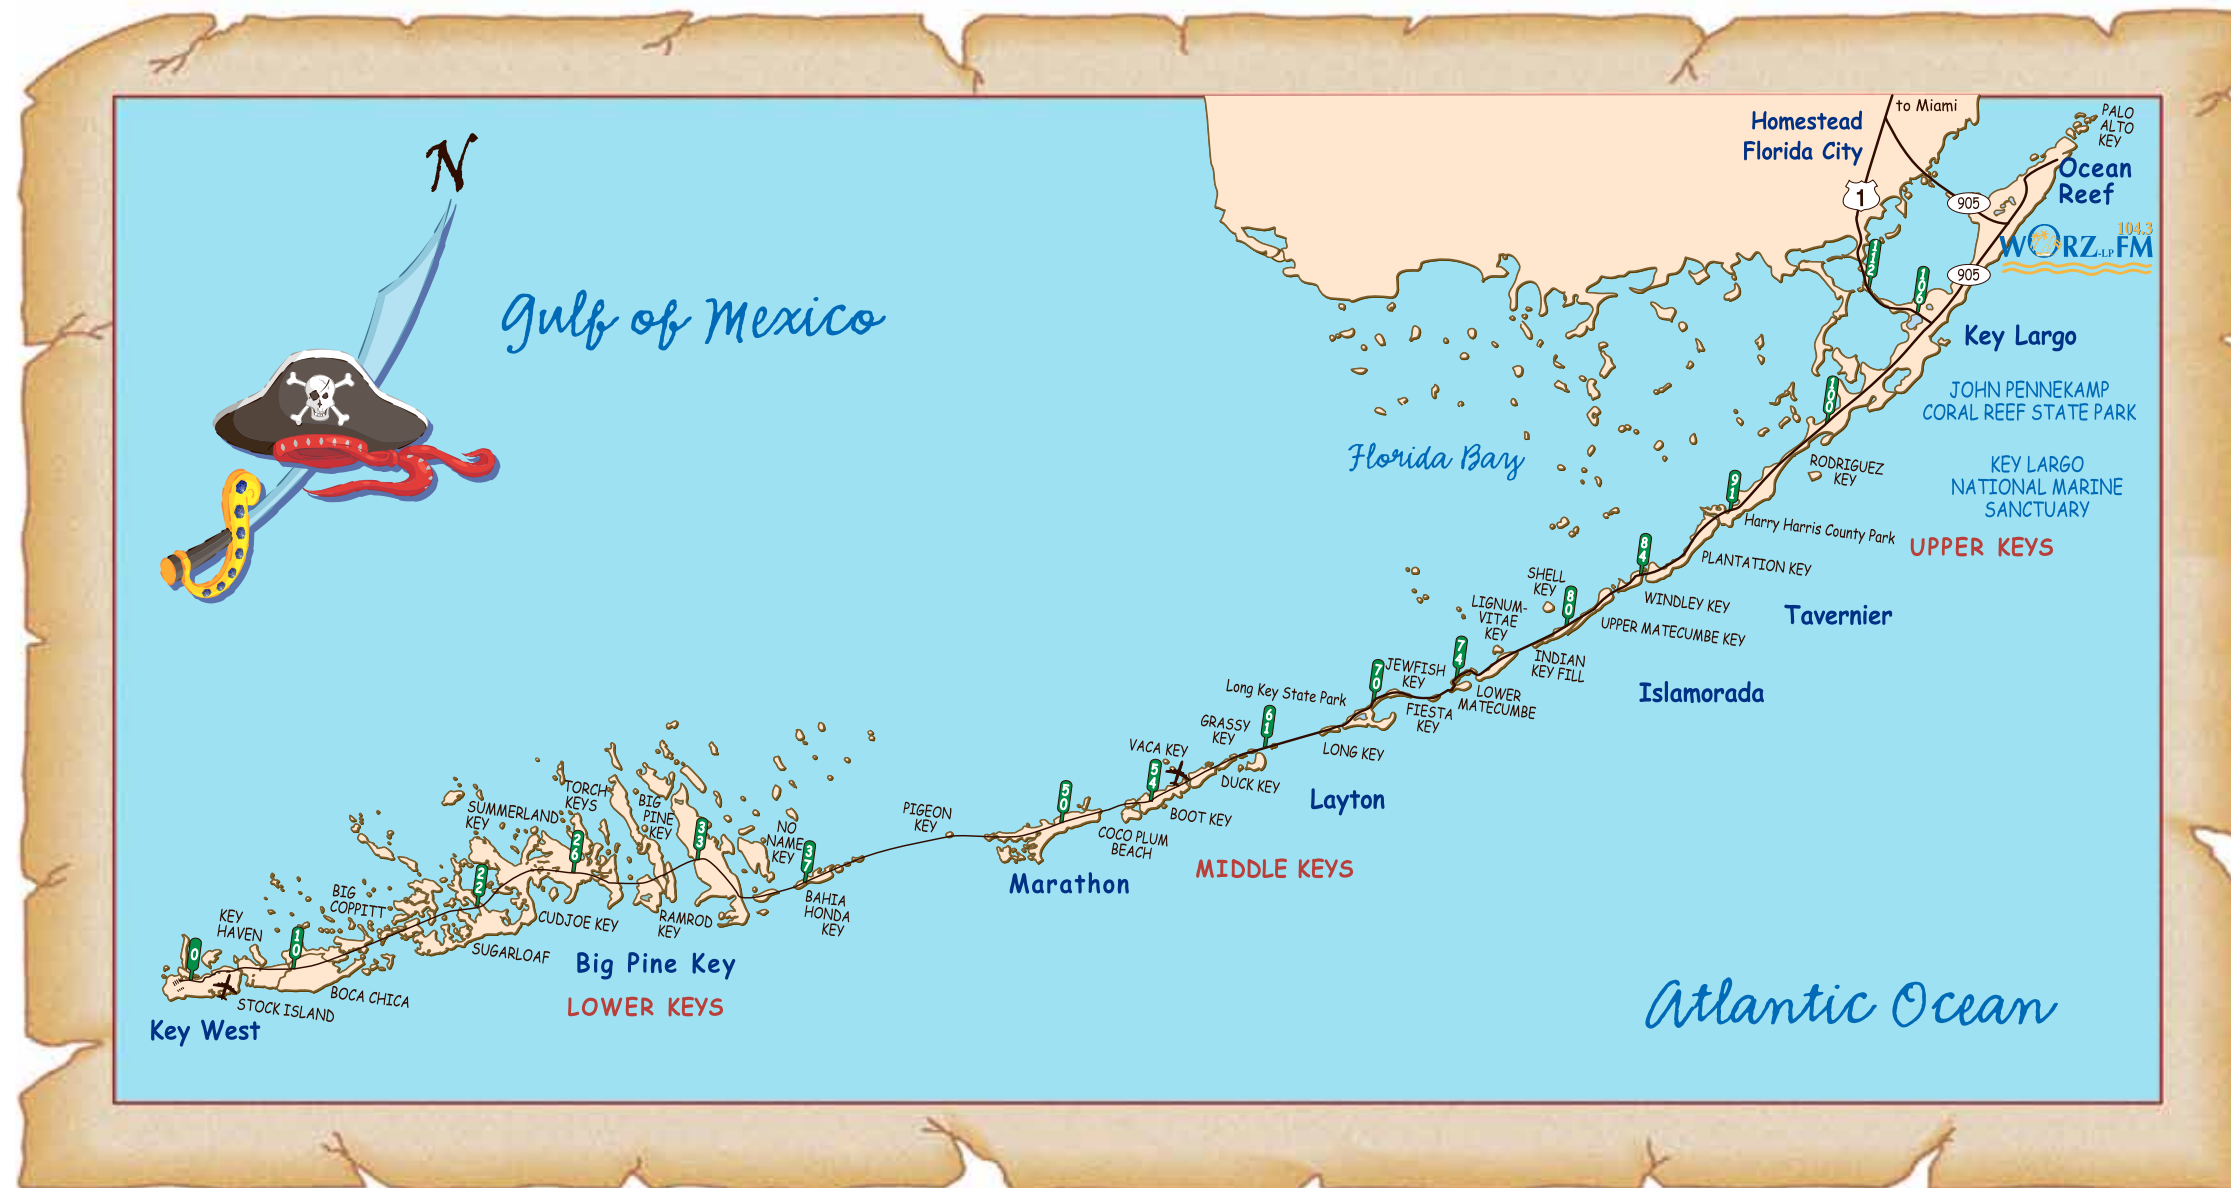 to Miami
PALO
ALTO
KEY
Homestead
Florida City
Ocean
Reef
1
905
104.3
WORZ-LP FM
905
112
106
N
Gulf of Mexico
Key Largo
JOHN PENNEKAMP
CORAL REEF STATE PARK
100
Florida Bay
RODRIGUEZ
KEY
KEY LARGO
NATIONAL MARINE
SANCTUARY
91
Harry Harris County Park
UPPER KEYS
84
PLANTATION KEY
SHELL
KEY
80
WINDLEY KEY
LIGNUM-
VITAE
KEY
Tavernier
UPPER MATECUMBE KEY
74
INDIAN
KEY FILL
70
JEWFISH
KEY
Long Key State Park
LOWER
MATECUMBE
Islamorada
FIESTA
KEY
61
GRASSY
KEY
LONG KEY
VACA KEY
54
DUCK KEY
Layton
50
BOOT KEY
PIGEON
KEY
COCO PLUM
BEACH
MIDDLE KEYS
Marathon
TORCH
KEYS
BIG
PINE
KEY
SUMMERLAND
KEY
33
NO
NAME
KEY
26
37
22
BIG
COPPITT
BAHIA
HONDA
KEY
KEY
HAVEN
CUDJOE KEY
RAMROD
KEY
10
0
SUGARLOAF
Big Pine Key
LOWER KEYS
BOCA CHICA
STOCK ISLAND
Key West
Atlantic Ocean